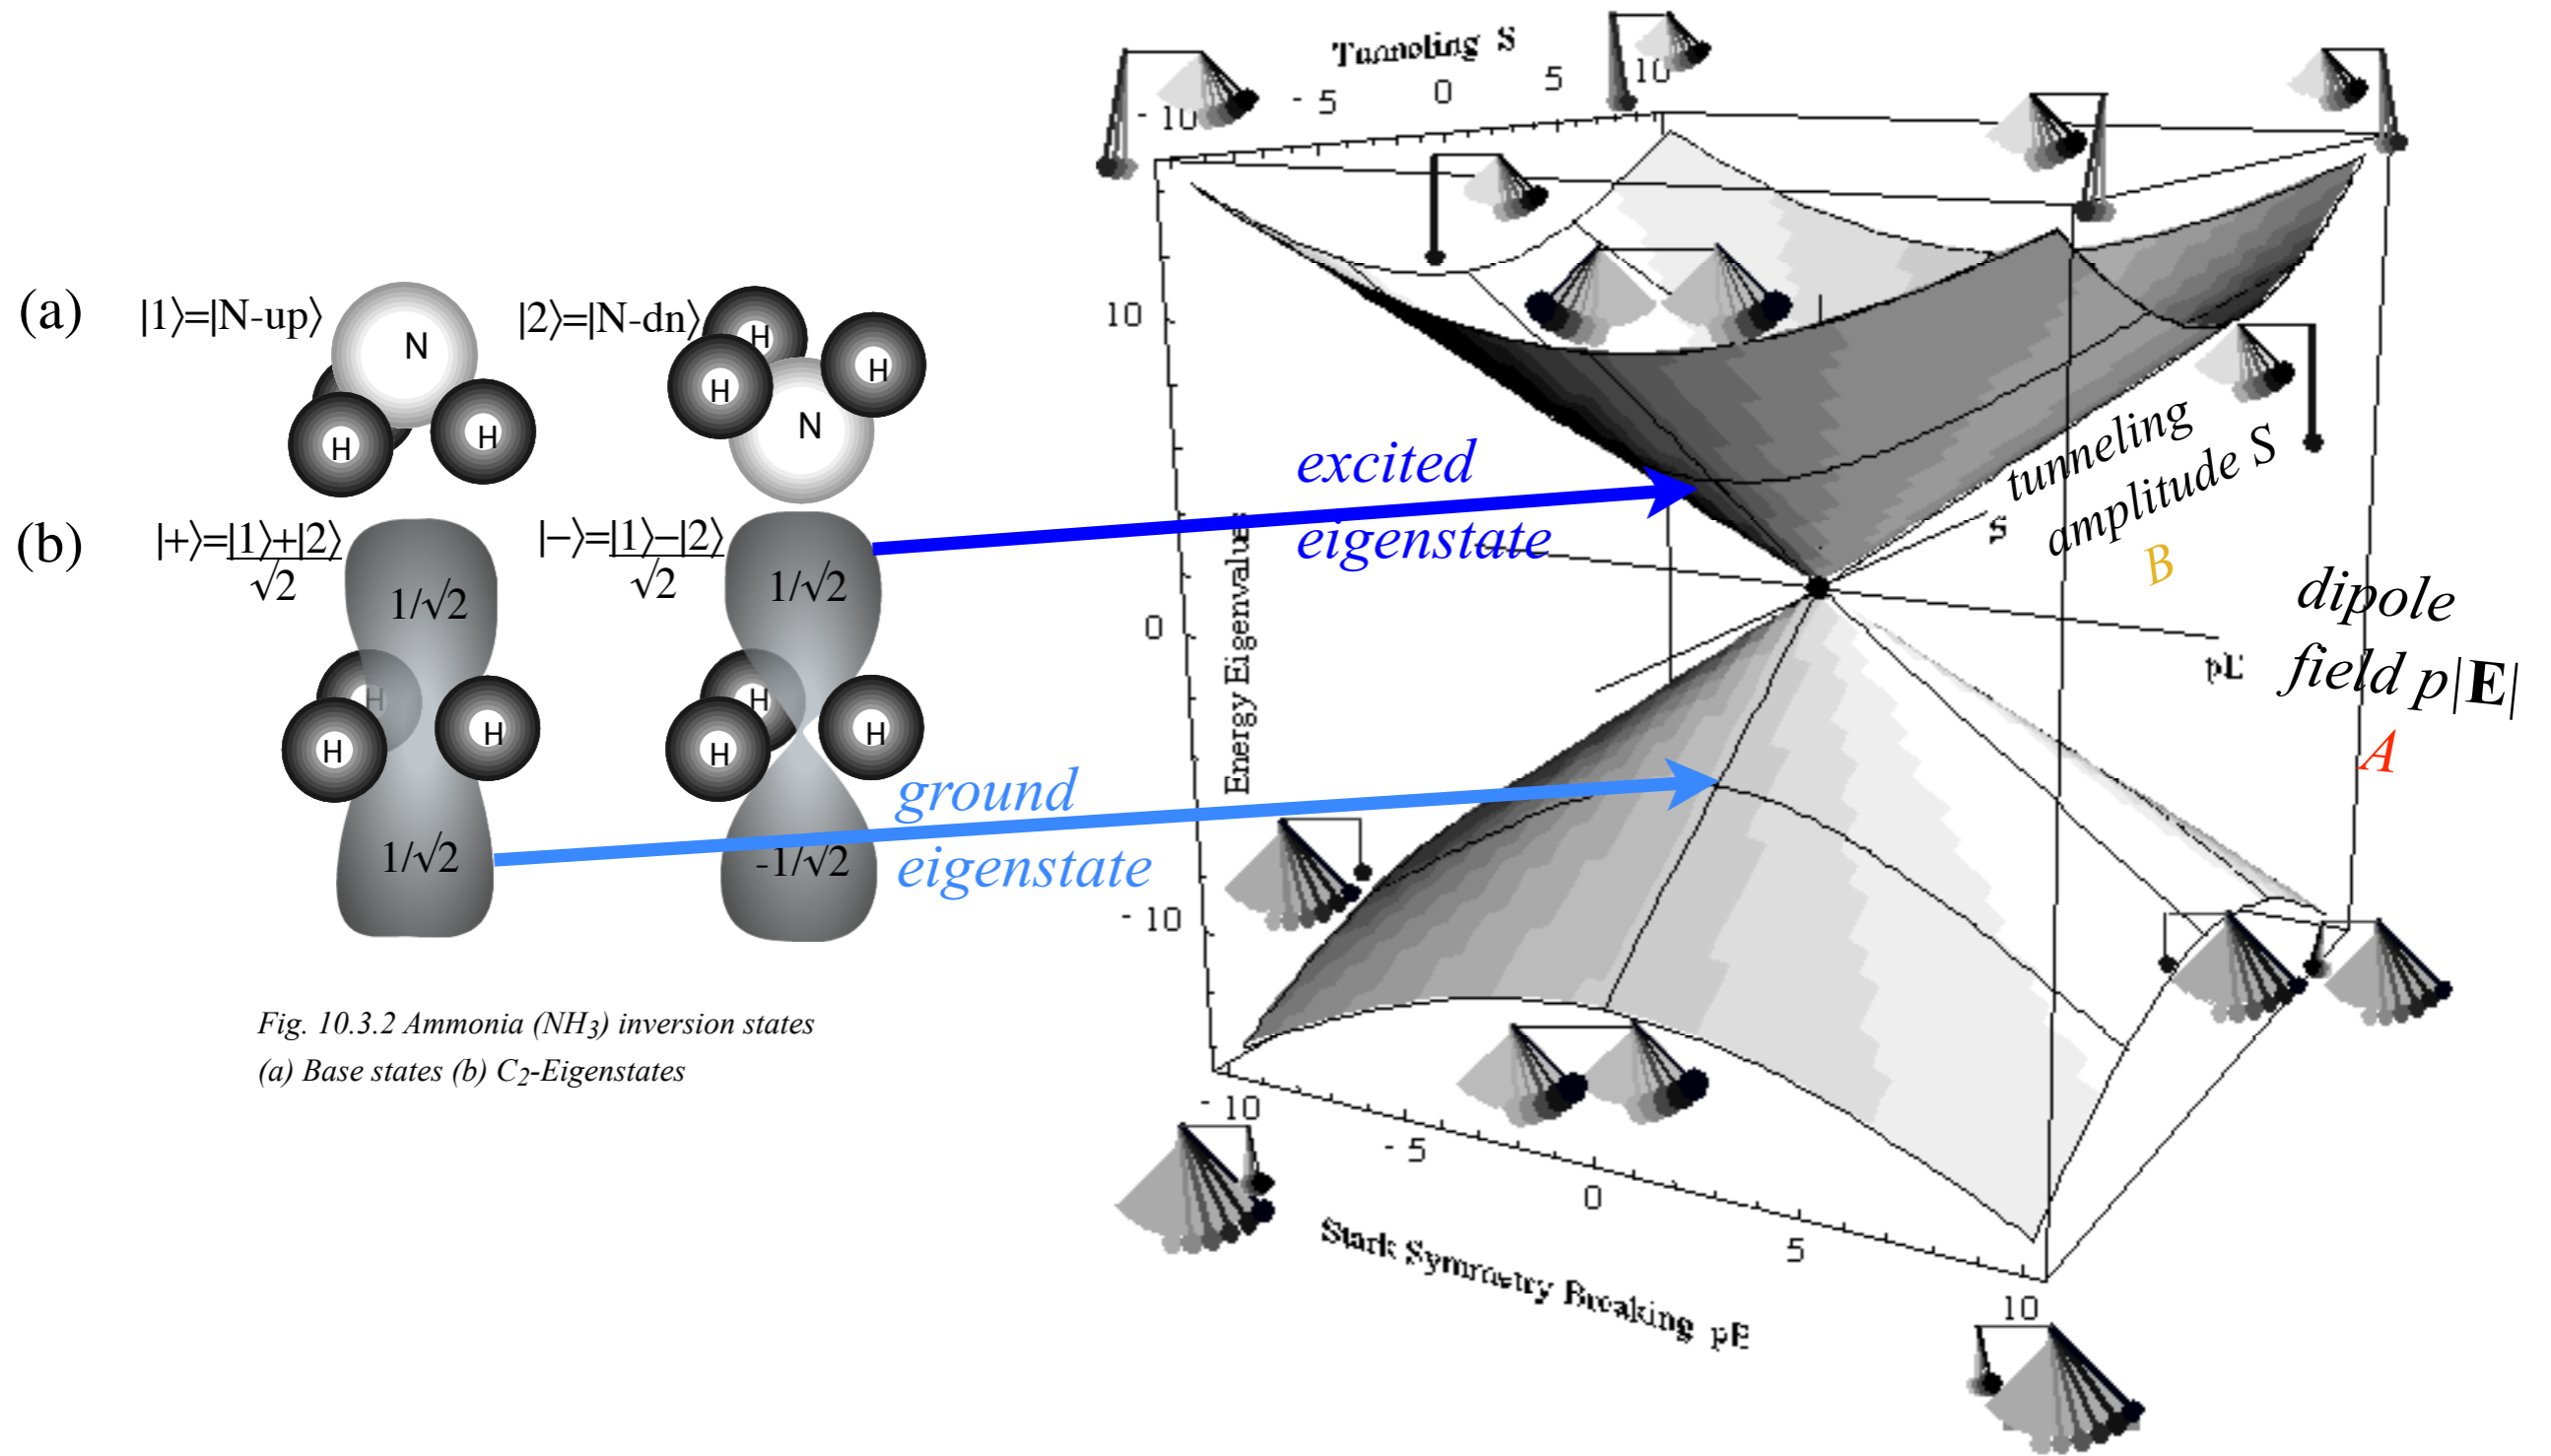 (a)
|1⟩=|N-up⟩
N
H
H
|2⟩=|N-dn⟩
H
H
H
N
(b)
|+⟩=|1⟩+|2⟩
√2
1/√2
H
H
H
1/√2
|−⟩=|1⟩−|2⟩
√2
1/√2
H
H
H
-1/√2
excited
eigenstate
ground
eigenstate
Fig. 10.3.2 Ammonia (NH3) inversion states
(a) Base states (b) C2-Eigenstates
Tunneling S
- 10
- 5
0
5
10
10
0
- 10
Energy Eigenvalues
S
tunneling
amplitude S
B
pE
dipole
field p|E|
A
- 10
- 5
0
5
10
Stark Symmetry Breaking pE